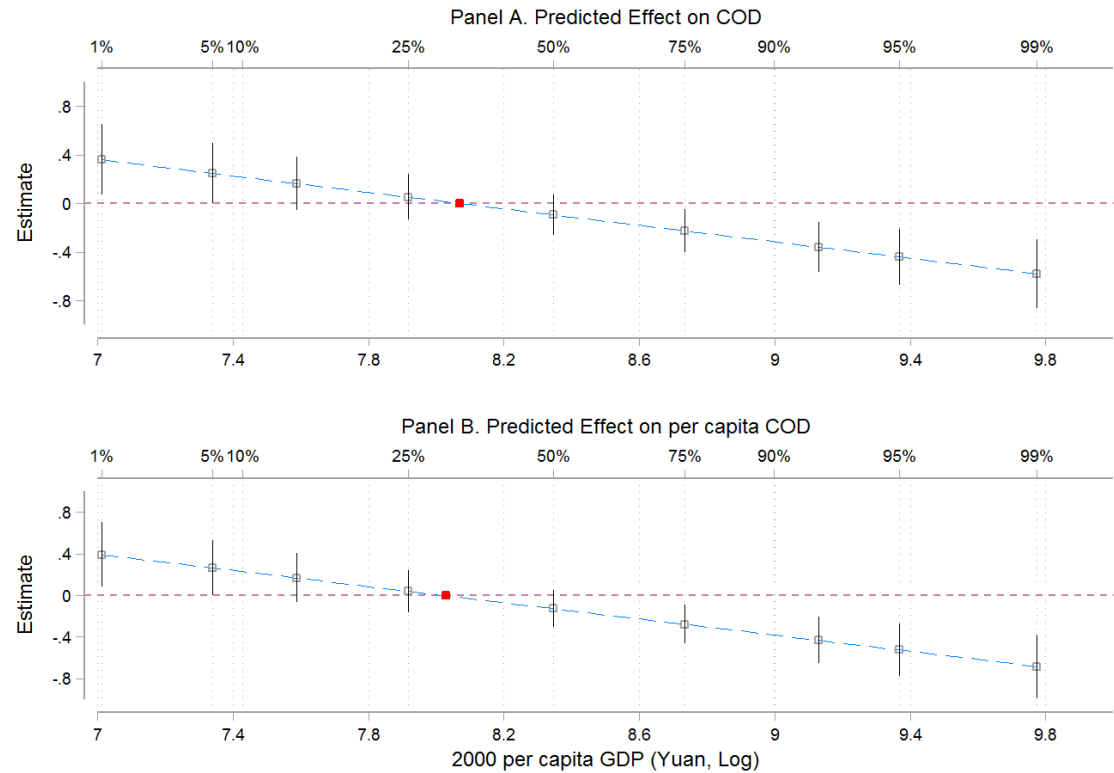 Panel A. Predicted Effect on COD
1% 5% 10% 25% 50% 75% 90% 95% 99%
.8
.4
0
-.4
-.8
Estimate
7 7.4 7.8 8.2 8.6 9 9.4 9.8
Panel B. Predicted Effect on per capita COD
1% 5% 10% 25% 50% 75% 90% 95% 99%
.8
.4
0
-.4
-.8
Estimate
7 7.4 7.8 8.2 8.6 9 9.4 9.8
2000 per capita GDP (Yuan, Log)